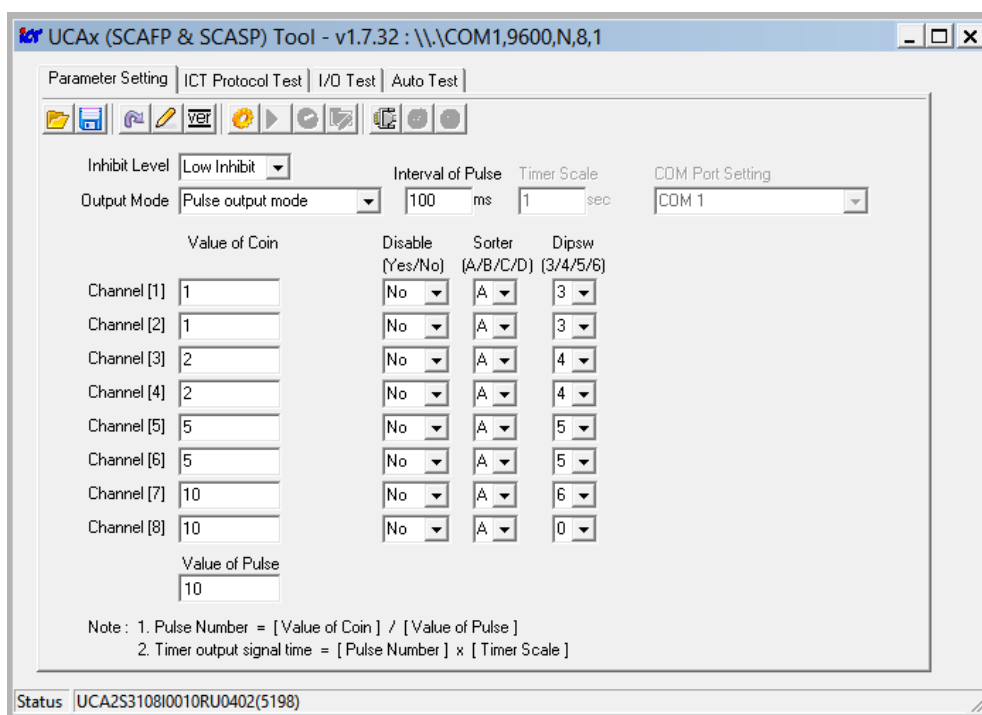 ict UCAx (SCAFP & SCASP) Tool - v1.7.32 : \\.\COM1,9600,N,8,1
Parameter Setting ICT Protocol Test I/O Test Auto Test
ver
Inhibit Level Low Inhibit Interval of Pulse Timer Scale COM Port Setting
Output Mode Pulse output mode 100 ms 1 sec COM 1
Value of Coin Disable Sorter Dipsw
(Yes/No) (A/B/C/D) (3/4/5/6)
Channel [1] 1 No A 3
Channel [2] 1 No A 3
Channel [3] 2 No A 4
Channel [4] 2 No A 4
Channel [5] 5 No A 5
Channel [6] 5 No A 5
Channel [7] 10 No A 6
Channel [8] 10 No A 0
Value of Pulse
10
Note : 1. Pulse Number = [ Value of Coin ] / [ Value of Pulse ]
2. Timer output signal time = [ Pulse Number ] x [ Timer Scale ]
Status UCA2S3108I0010RU0402(5198)